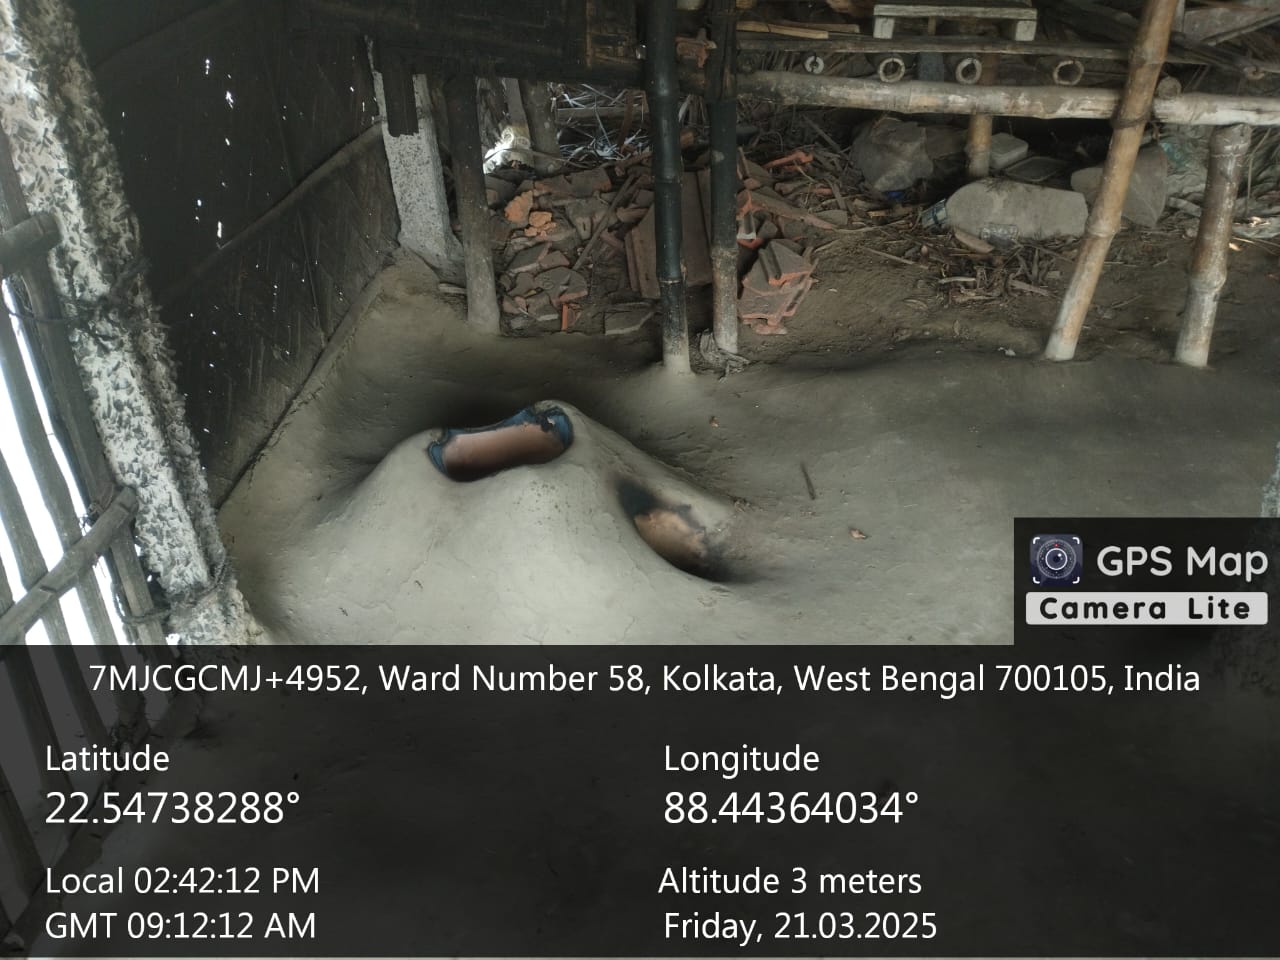 GPS Map
Camera Lite
7MJCGCMJ+4952, Ward Number 58, Kolkata, West Bengal 700105, India
Latitude
22.54738288°
Longitude
88.44364034°
Local 02:42:12 PM
GMT 09:12:12 AM
Altitude 3 meters
Friday, 21.03.2025